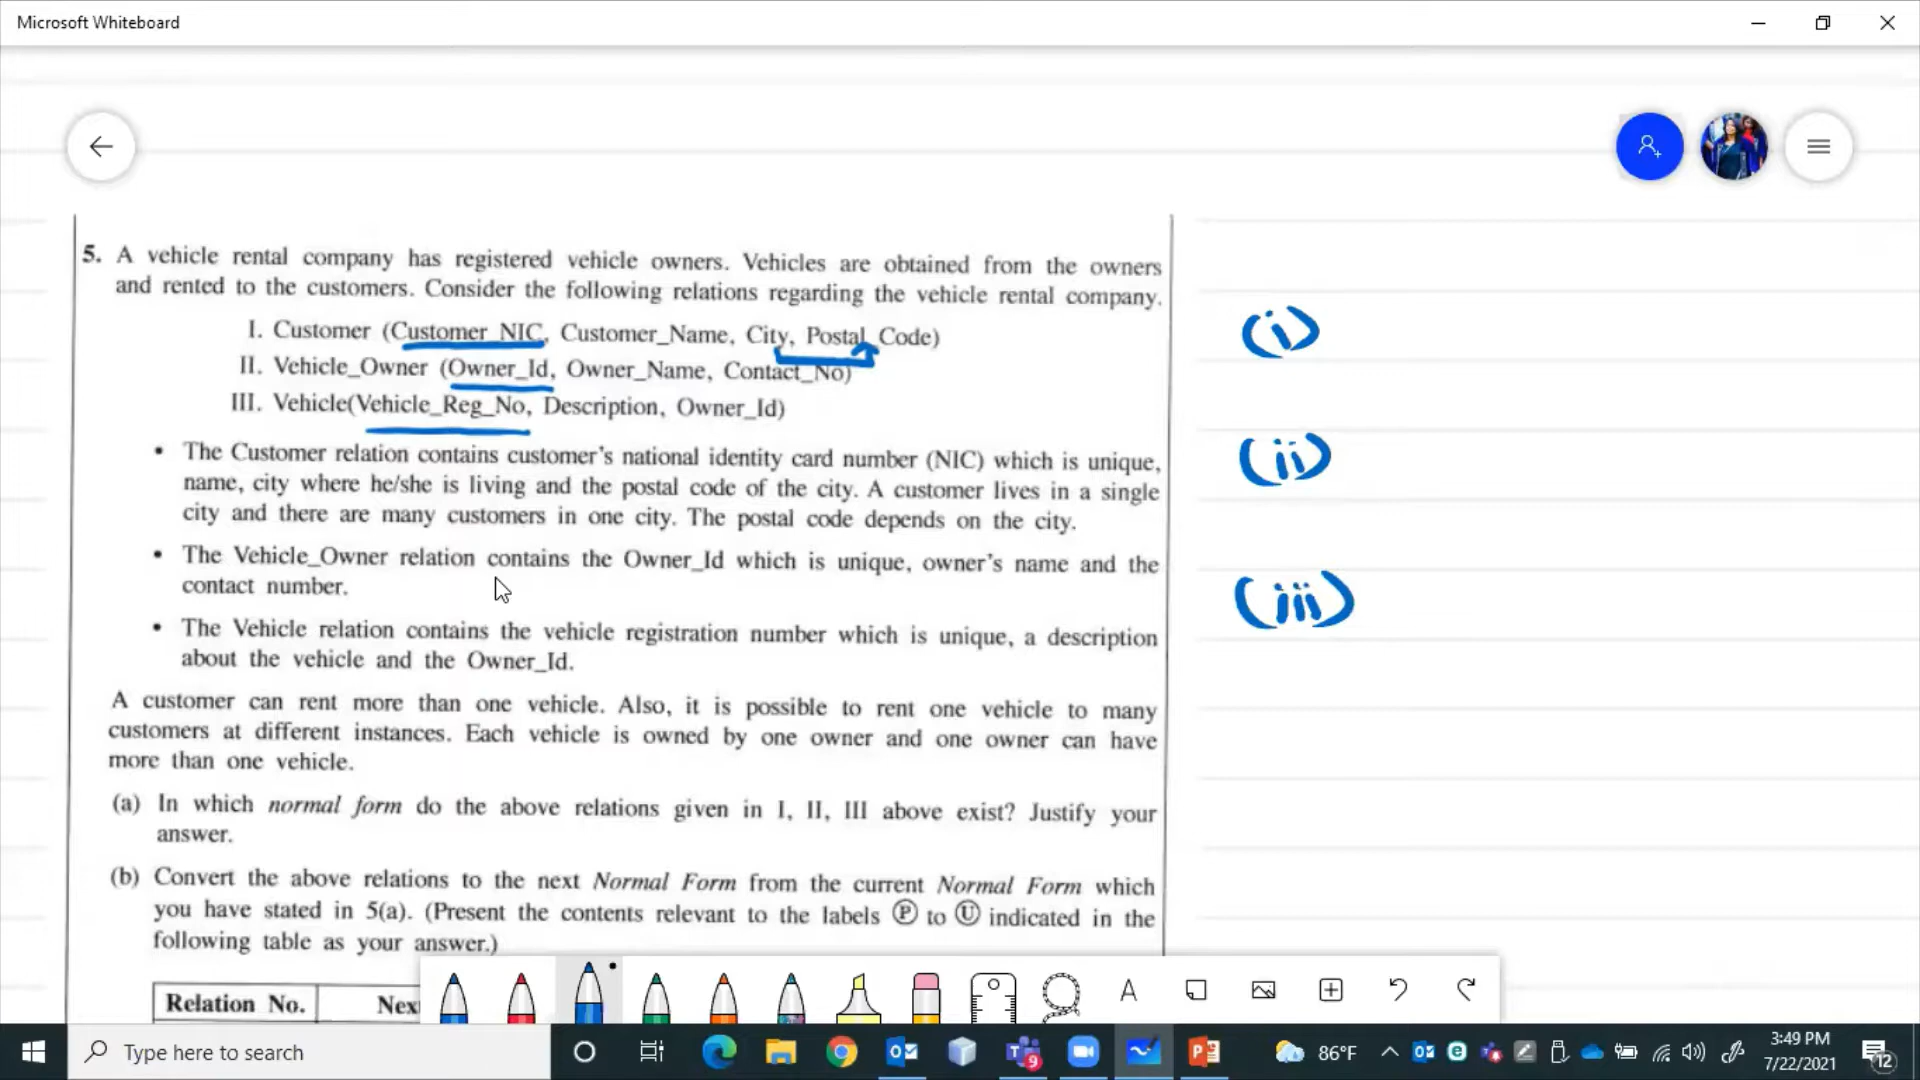 Microsoft Whiteboard
5. A vehicle rental company has registered vehicle owners. Vehicles are obtained from the owners
and rented to the customers. Consider the following relations regarding the vehicle rental company.
I. Customer (Customer_NIC, Customer_Name, City, Postal_Code)
II. Vehicle_Owner (Owner_Id, Owner_Name, Contact_No)
III. Vehicle(Vehicle_Reg_No, Description, Owner_Id)
• The Customer relation contains customer's national identity card number (NIC) which is unique,
name, city where he/she is living and the postal code of the city. A customer lives in a single
city and there are many customers in one city. The postal code depends on the city.
• The Vehicle_Owner relation contains the Owner_Id which is unique, owner's name and the
contact number.
• The Vehicle relation contains the vehicle registration number which is unique, a description
about the vehicle and the Owner_Id.
A customer can rent more than one vehicle. Also, it is possible to rent one vehicle to many
customers at different instances. Each vehicle is owned by one owner and one owner can have
more than one vehicle.
(a) In which normal form do the above relations given in I, II, III above exist? Justify your
answer.
(b) Convert the above relations to the next Normal Form from the current Normal Form which
you have stated in 5(a). (Present the contents relevant to the labels Ⓟ to Ⓤ indicated in the
following table as your answer.)
Relation No. Nex
(i)
(ii)
(iii)
A
Type here to search
9
86°F
3:49 PM
7/22/2021
12